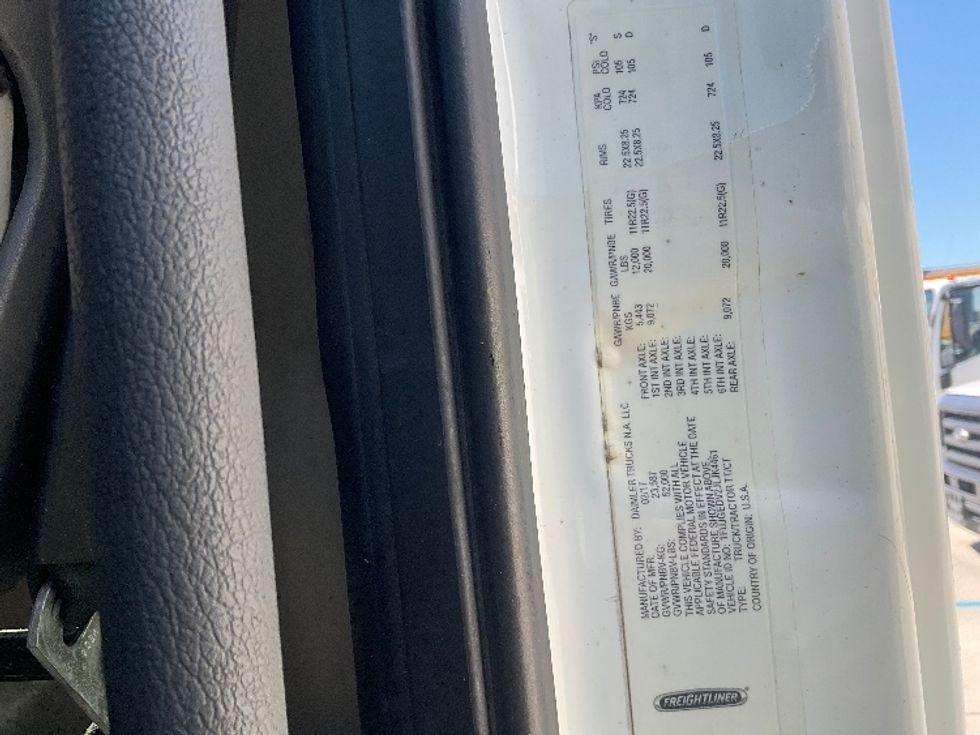 FREIGHTLINER
MANUFACTURED BY: DAIMLER TRUCKS N.A. LLC
DATE OF MFR: 02/17
GVWR/PNBV-KG: 23,587
GVWR/PNBV-LBS: 52,000
THIS VEHICLE COMPLIES WITH ALL
APPLICABLE FEDERAL MOTOR VEHICLE
SAFETY STANDARDS IN EFFECT AT THE DATE
OF MANUFACTURE SHOWN ABOVE.
VEHICLE ID NO.:
TYPE: TRUCK/TRACTOR TT/CT
COUNTRY OF ORIGIN: U.S.A.
GAWR/PNBE GAWR/PNBE TIRES RIMS KPA PSI "S"
KGS LBS COLD COLD
FRONT AXLE: 5,443 12,000 11R22.5(G) 22.5X8.25 724 105 S
1ST INT AXLE: 9,072 20,000 11R22.5(G) 22.5X8.25 724 105 D
2ND INT AXLE:
3RD INT AXLE:
4TH INT AXLE:
5TH INT AXLE:
6TH INT AXLE:
REAR AXLE: 9,072 20,000 11R22.5(G) 22.5X8.25 724 105 D